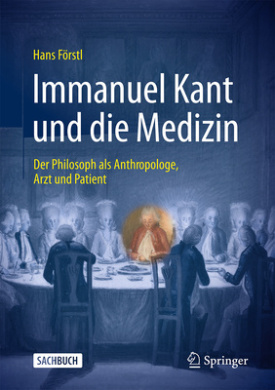 Hans Förstl
Immanuel Kant
und die Medizin
Der Philosoph als Anthropologe,
Arzt und Patient
SACHBUCH
Springer